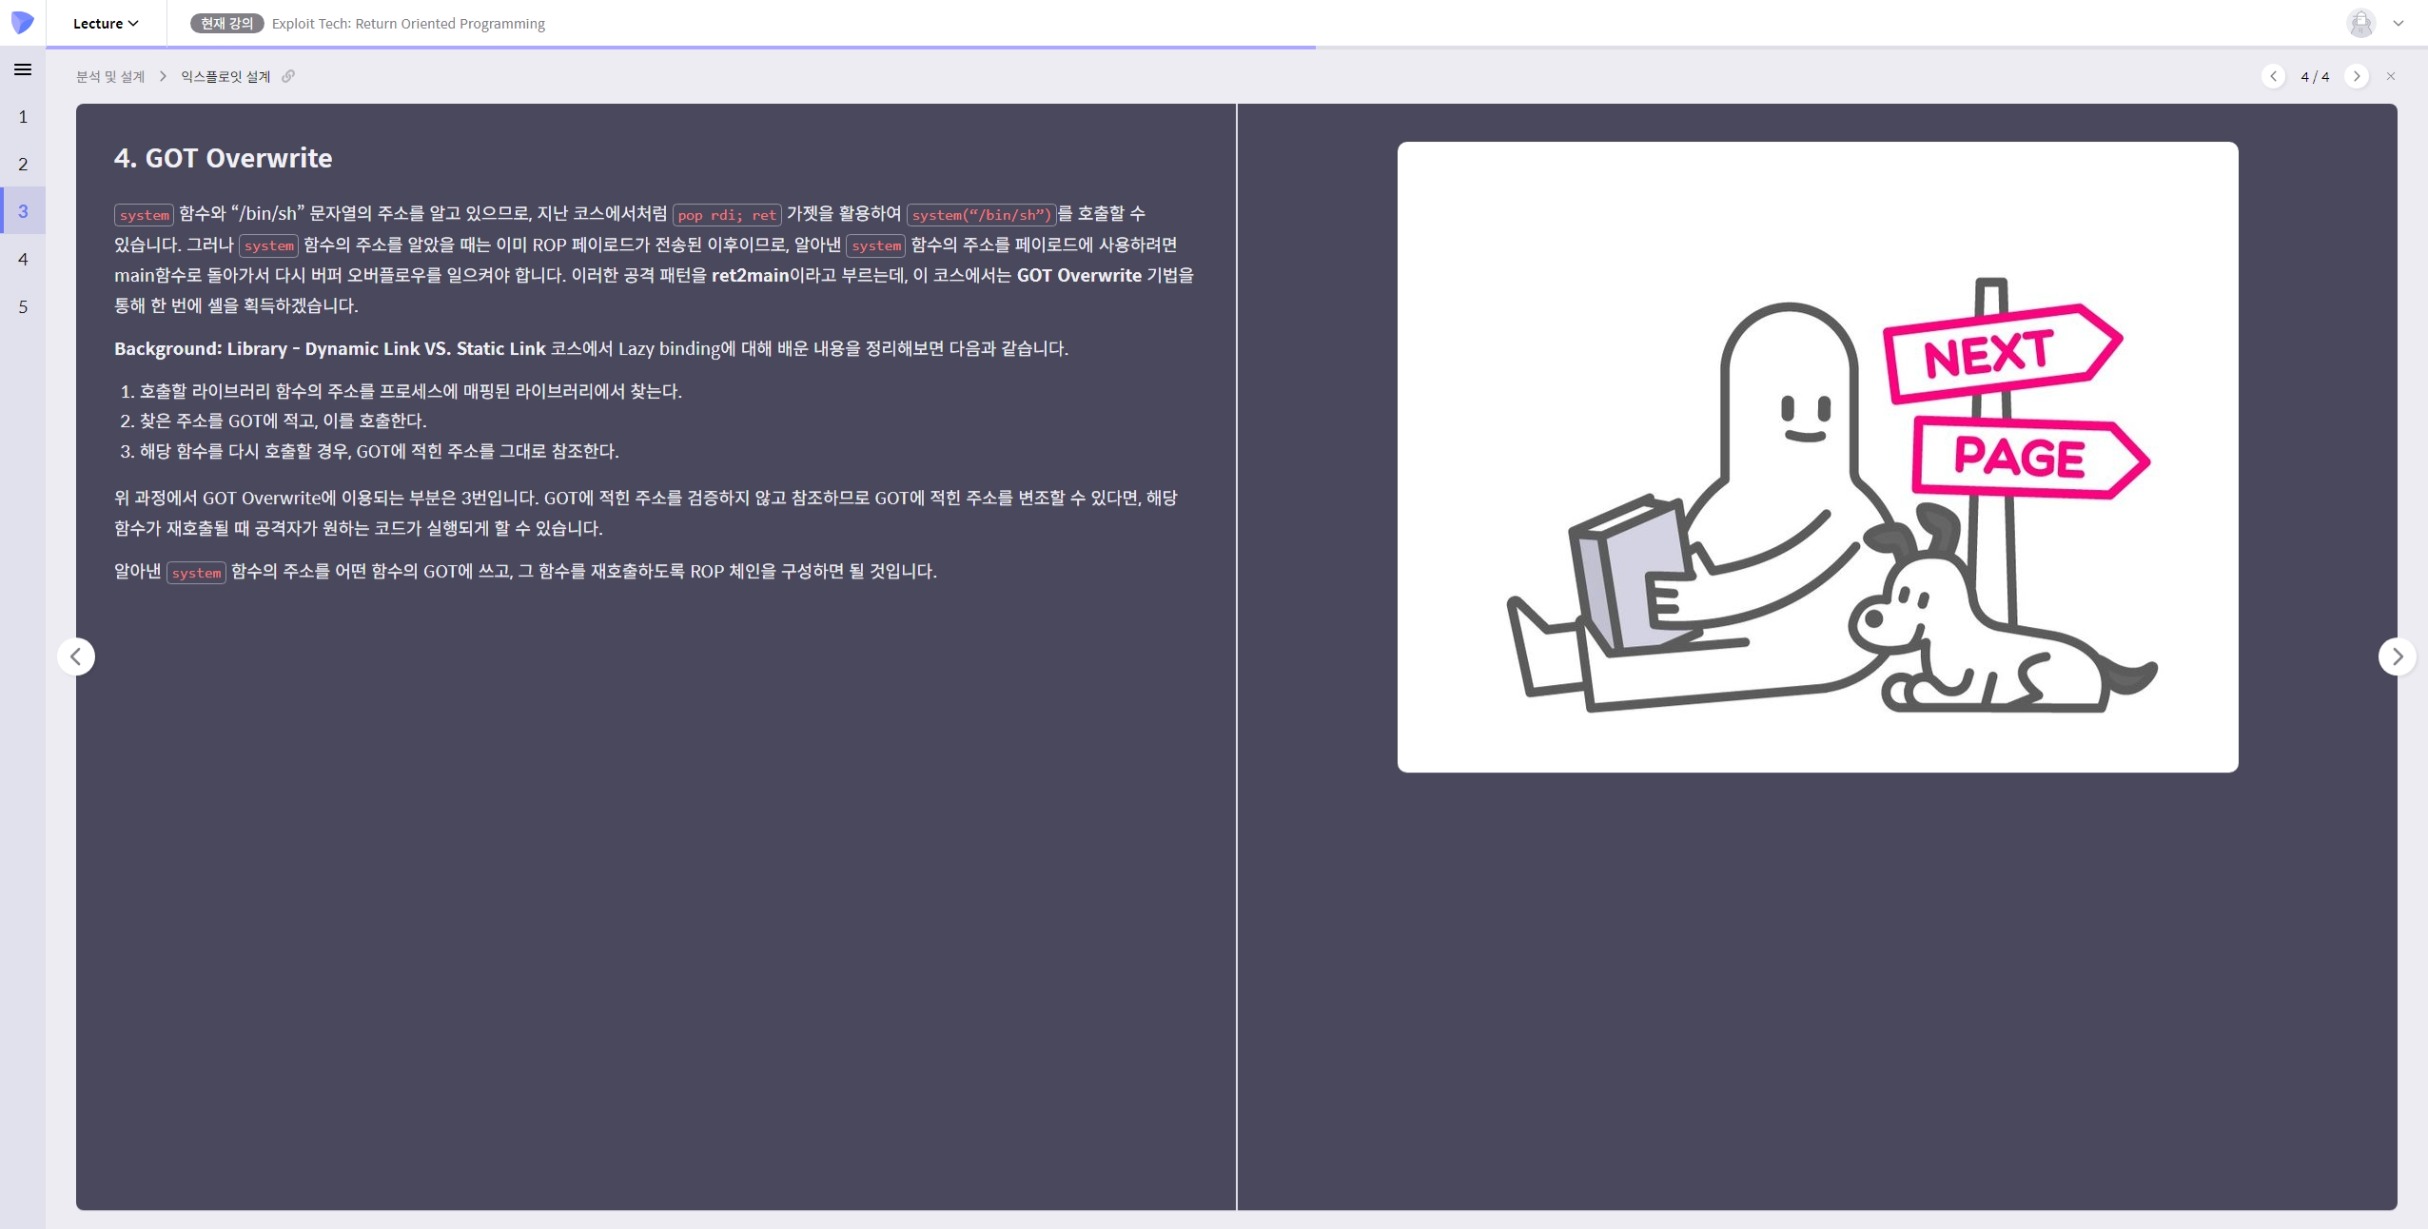 Lecture
현재 강의 Exploit Tech: Return Oriented Programming
분석 및 설계 > 익스플로잇 설계
4 / 4
1
2
3
4
5
4. GOT Overwrite
system 함수와 “/bin/sh” 문자열의 주소를 알고 있으므로, 지난 코스에서처럼 pop rdi; ret 가젯을 활용하여 system(“/bin/sh”)를 호출할 수
있습니다. 그러나 system 함수의 주소를 알았을 때는 이미 ROP 페이로드가 전송된 이후이므로, 알아낸 system 함수의 주소를 페이로드에 사용하려면
main함수로 돌아가서 다시 버퍼 오버플로우를 일으켜야 합니다. 이러한 공격 패턴을 ret2main이라고 부르는데, 이 코스에서는 GOT Overwrite 기법을
통해 한 번에 셸을 획득하겠습니다.
Background: Library - Dynamic Link VS. Static Link 코스에서 Lazy binding에 대해 배운 내용을 정리해보면 다음과 같습니다.
1. 호출할 라이브러리 함수의 주소를 프로세스에 매핑된 라이브러리에서 찾는다.
2. 찾은 주소를 GOT에 적고, 이를 호출한다.
3. 해당 함수를 다시 호출할 경우, GOT에 적힌 주소를 그대로 참조한다.
위 과정에서 GOT Overwrite에 이용되는 부분은 3번입니다. GOT에 적힌 주소를 검증하지 않고 참조하므로 GOT에 적힌 주소를 변조할 수 있다면, 해당
함수가 재호출될 때 공격자가 원하는 코드가 실행되게 할 수 있습니다.
알아낸 system 함수의 주소를 어떤 함수의 GOT에 쓰고, 그 함수를 재호출하도록 ROP 체인을 구성하면 될 것입니다.
NEXT
PAGE